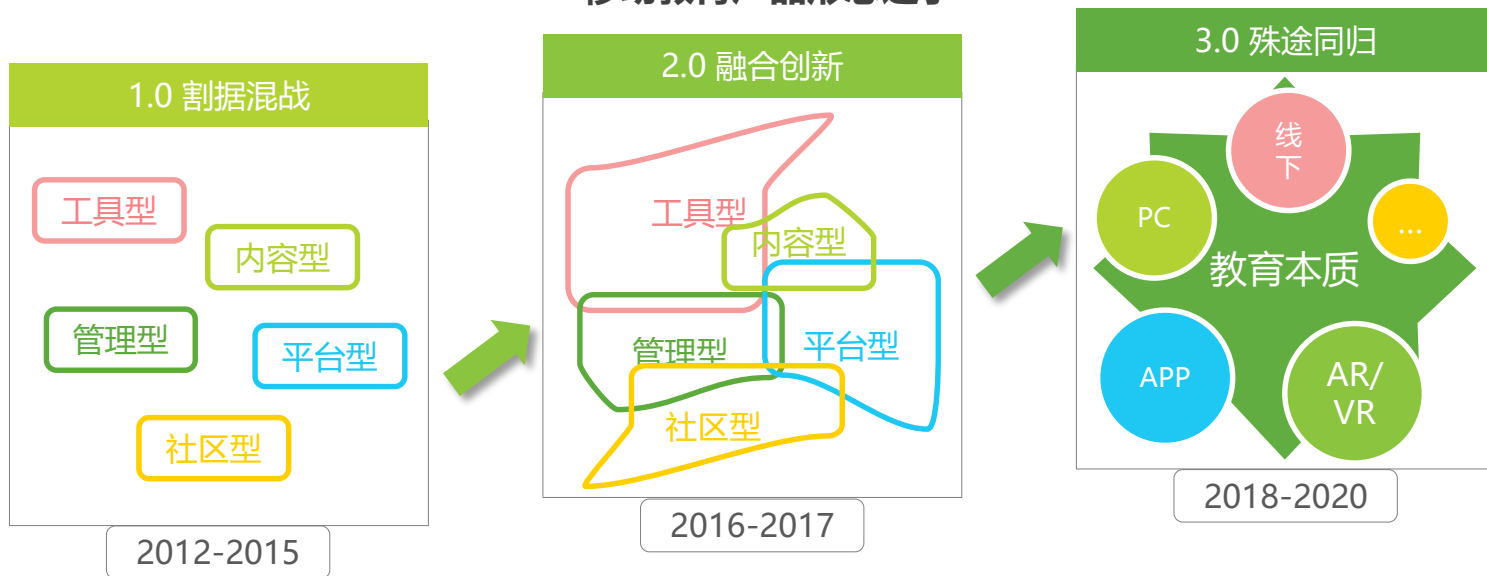 1.0 割据混战
工具型
内容型
管理型
平台型
社区型
2012-2015
2.0 融合创新
工具型
内容型
管理型
平台型
社区型
2016-2017
3.0 殊途同归
线
下
PC
...
教育本质
APP
AR/
VR
2018-2020